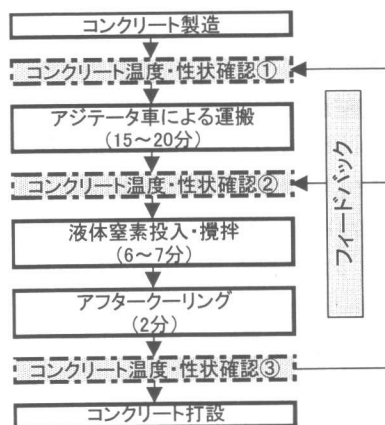 コンクリート製造
コンクリート温度・性状確認①
アジテータ車による運搬
(15～20分)
コンクリート温度・性状確認②
液体窒素投入・攪拌
(6～7分)
アフタークーリング
(2分)
コンクリート温度・性状確認③
コンクリート打設
フィードバック